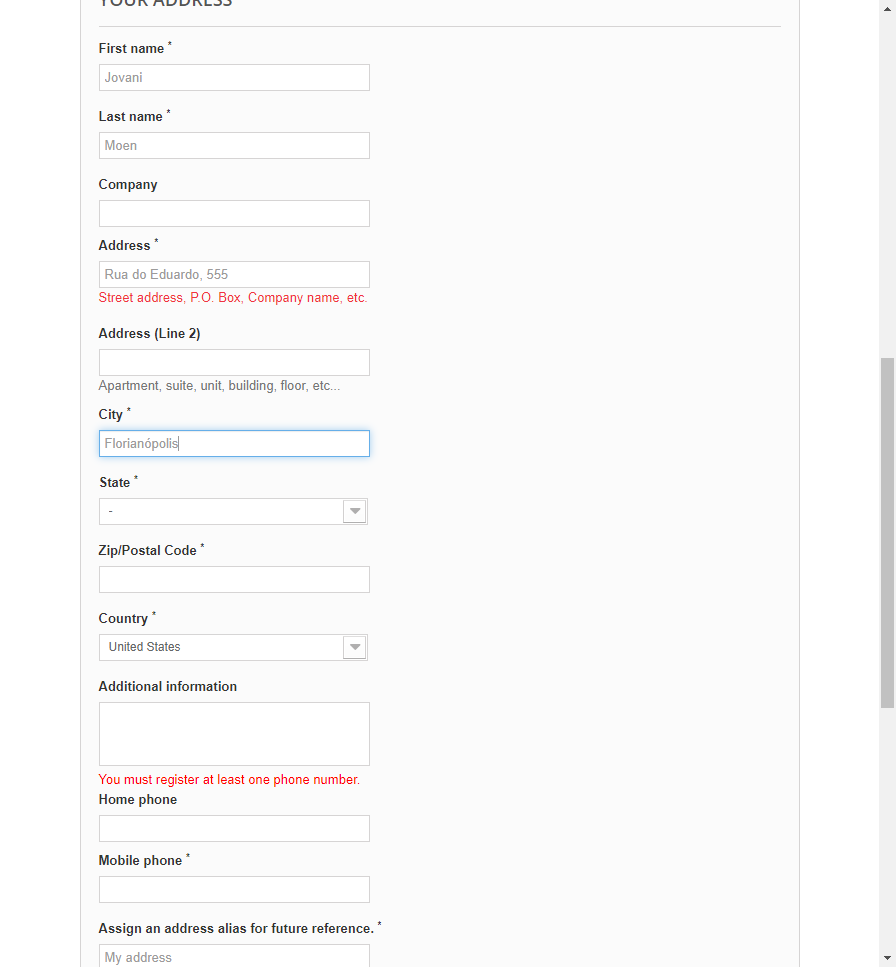 YOUR ADDRESS
First name *
Jovani
Last name *
Moen
Company
Address *
Rua do Eduardo, 555
Street address, P.O. Box, Company name, etc.
Address (Line 2)
Apartment, suite, unit, building, floor, etc...
City *
Florianópolis
State *
-
Zip/Postal Code *
Country *
United States
Additional information
You must register at least one phone number.
Home phone
Mobile phone *
Assign an address alias for future reference. *
My address